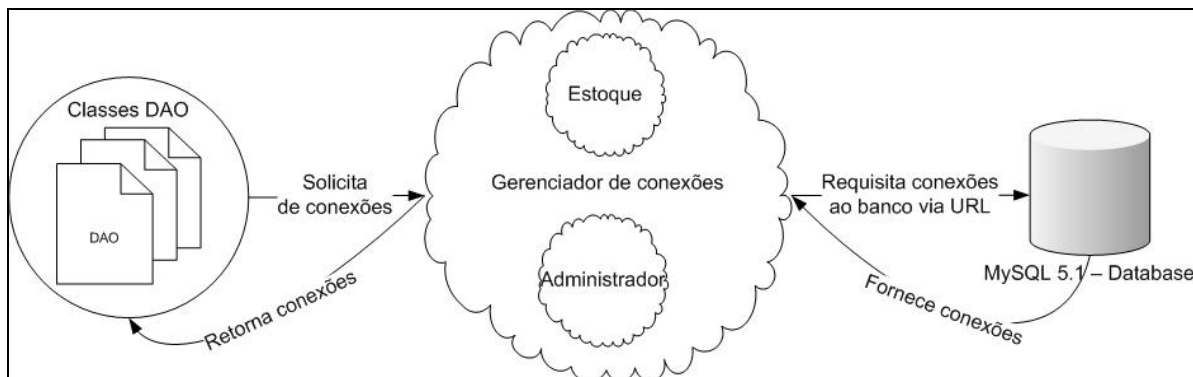 Classes DAO
DAO
Solicita
de conexões
Retorna conexões
Estoque
Gerenciador de conexões
Administrador
Requisita conexões
ao banco via URL
Fornece conexões
MySQL 5.1 – Database